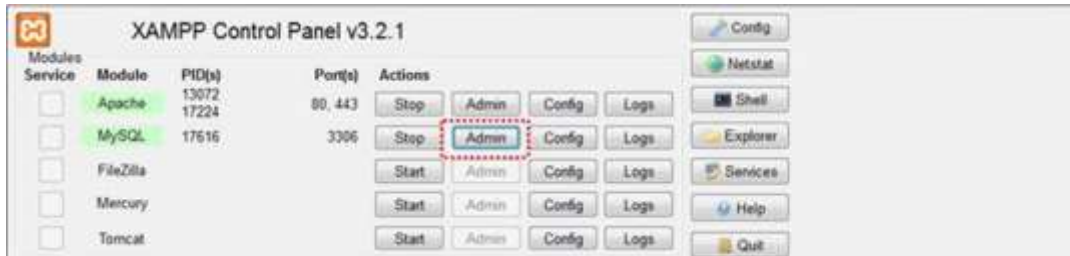 XAMPP Control Panel v3.2.1
Modules
Service Module PID(s) Port(s) Actions
Apache 13072 17224 80, 443 Stop Admin Config Logs
MySQL 17616 3306 Stop Admin Config Logs
FileZilla Start Admin Config Logs
Mercury Start Admin Config Logs
Tomcat Start Admin Config Logs
Config
Netstat
Shell
Explorer
Services
Help
Quit